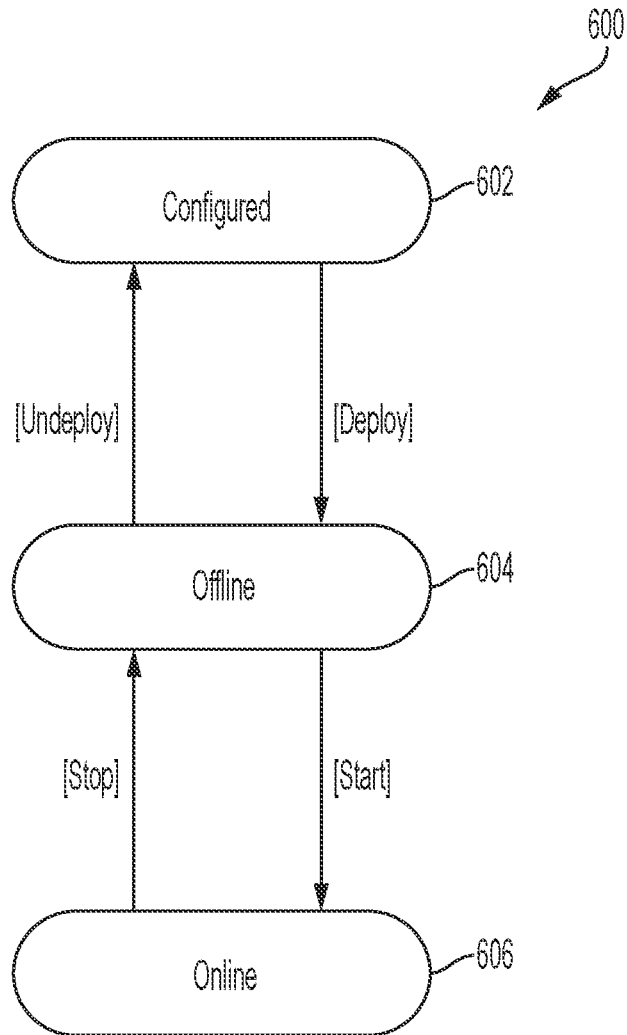 600
Configured
602
[Undeploy]
[Deploy]
Offline
604
[Stop]
[Start]
Online
606